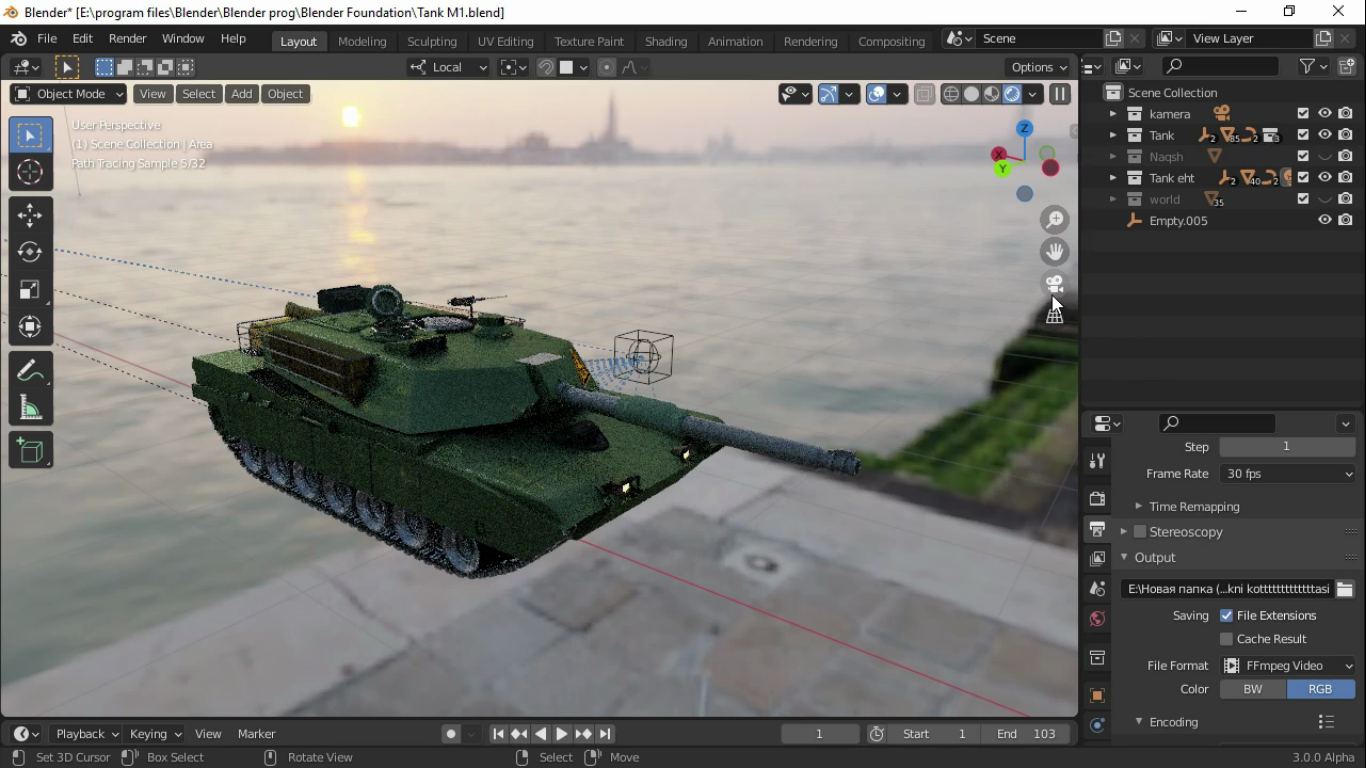 Blender* [E:\program files\Blender\Blender prog\Blender Foundation\Tank M1.blend]
File Edit Render Window Help Layout Modeling Sculpting UV Editing Texture Paint Shading Animation Rendering Compositing Scene View Layer
Local Options
Object Mode View Select Add Object
User Perspective
(1) Scene Collection | Area
Path Tracing Sample 5/32
Z
X
Y
Scene Collection
kamera
Tank 2 35 2 3
Naqsh
Tank eht 2 40 2
world 35
Empty.005
Step 1
Frame Rate 30 fps
Time Remapping
Stereoscopy
Output
E:\Новая папка (...kni kotttttttttttttasi
Saving File Extensions
Cache Result
File Format FFmpeg Video
Color BW RGB
Encoding
Playback Keying View Marker 1 Start 1 End 103
Set 3D Cursor Box Select Rotate View Select Move 3.0.0 Alpha